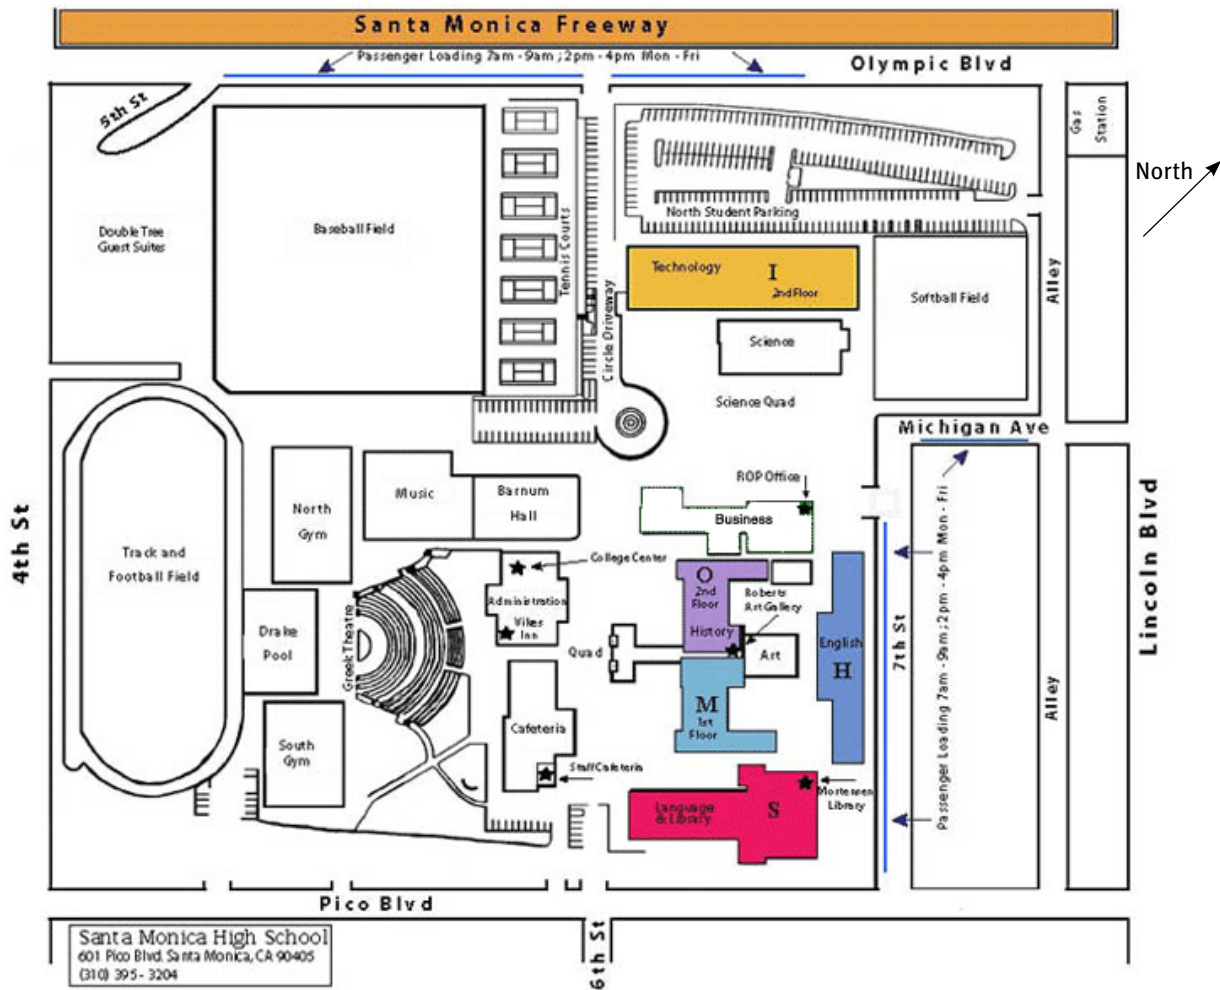 Santa Monica Freeway
Passenger Loading 7am - 9am ; 2pm - 4pm Mon - Fri
Olympic Blvd
5th St
Gas
Station
North
Double Tree
Guest Suites
Baseball Field
Tennis Courts
Circle Driveway
North Student Parking
Technology
I
2nd Floor
Softball Field
Alley
Science
Science Quad
Michigan Ave
4th St
Track and
Football Field
North
Gym
Music
Barnum
Hall
ROP Office
Business
College Center
Administration
Vikes
Inn
Drake
Pool
Greek Theatre
Quad
O
2nd
Floor
History
Roberts
Art Gallery
Art
English
H
7th St
Passenger Loading 7am - 9am ; 2pm - 4pm Mon - Fri
Lincoln Blvd
Alley
M
1st
Floor
South
Gym
Cafeteria
Staff Cafeteria
Language
& Library
S
Mortensen
Library
Pico Blvd
6th St
Santa Monica High School
601 Pico Blvd. Santa Monica, CA 90405
(310) 395 - 3204